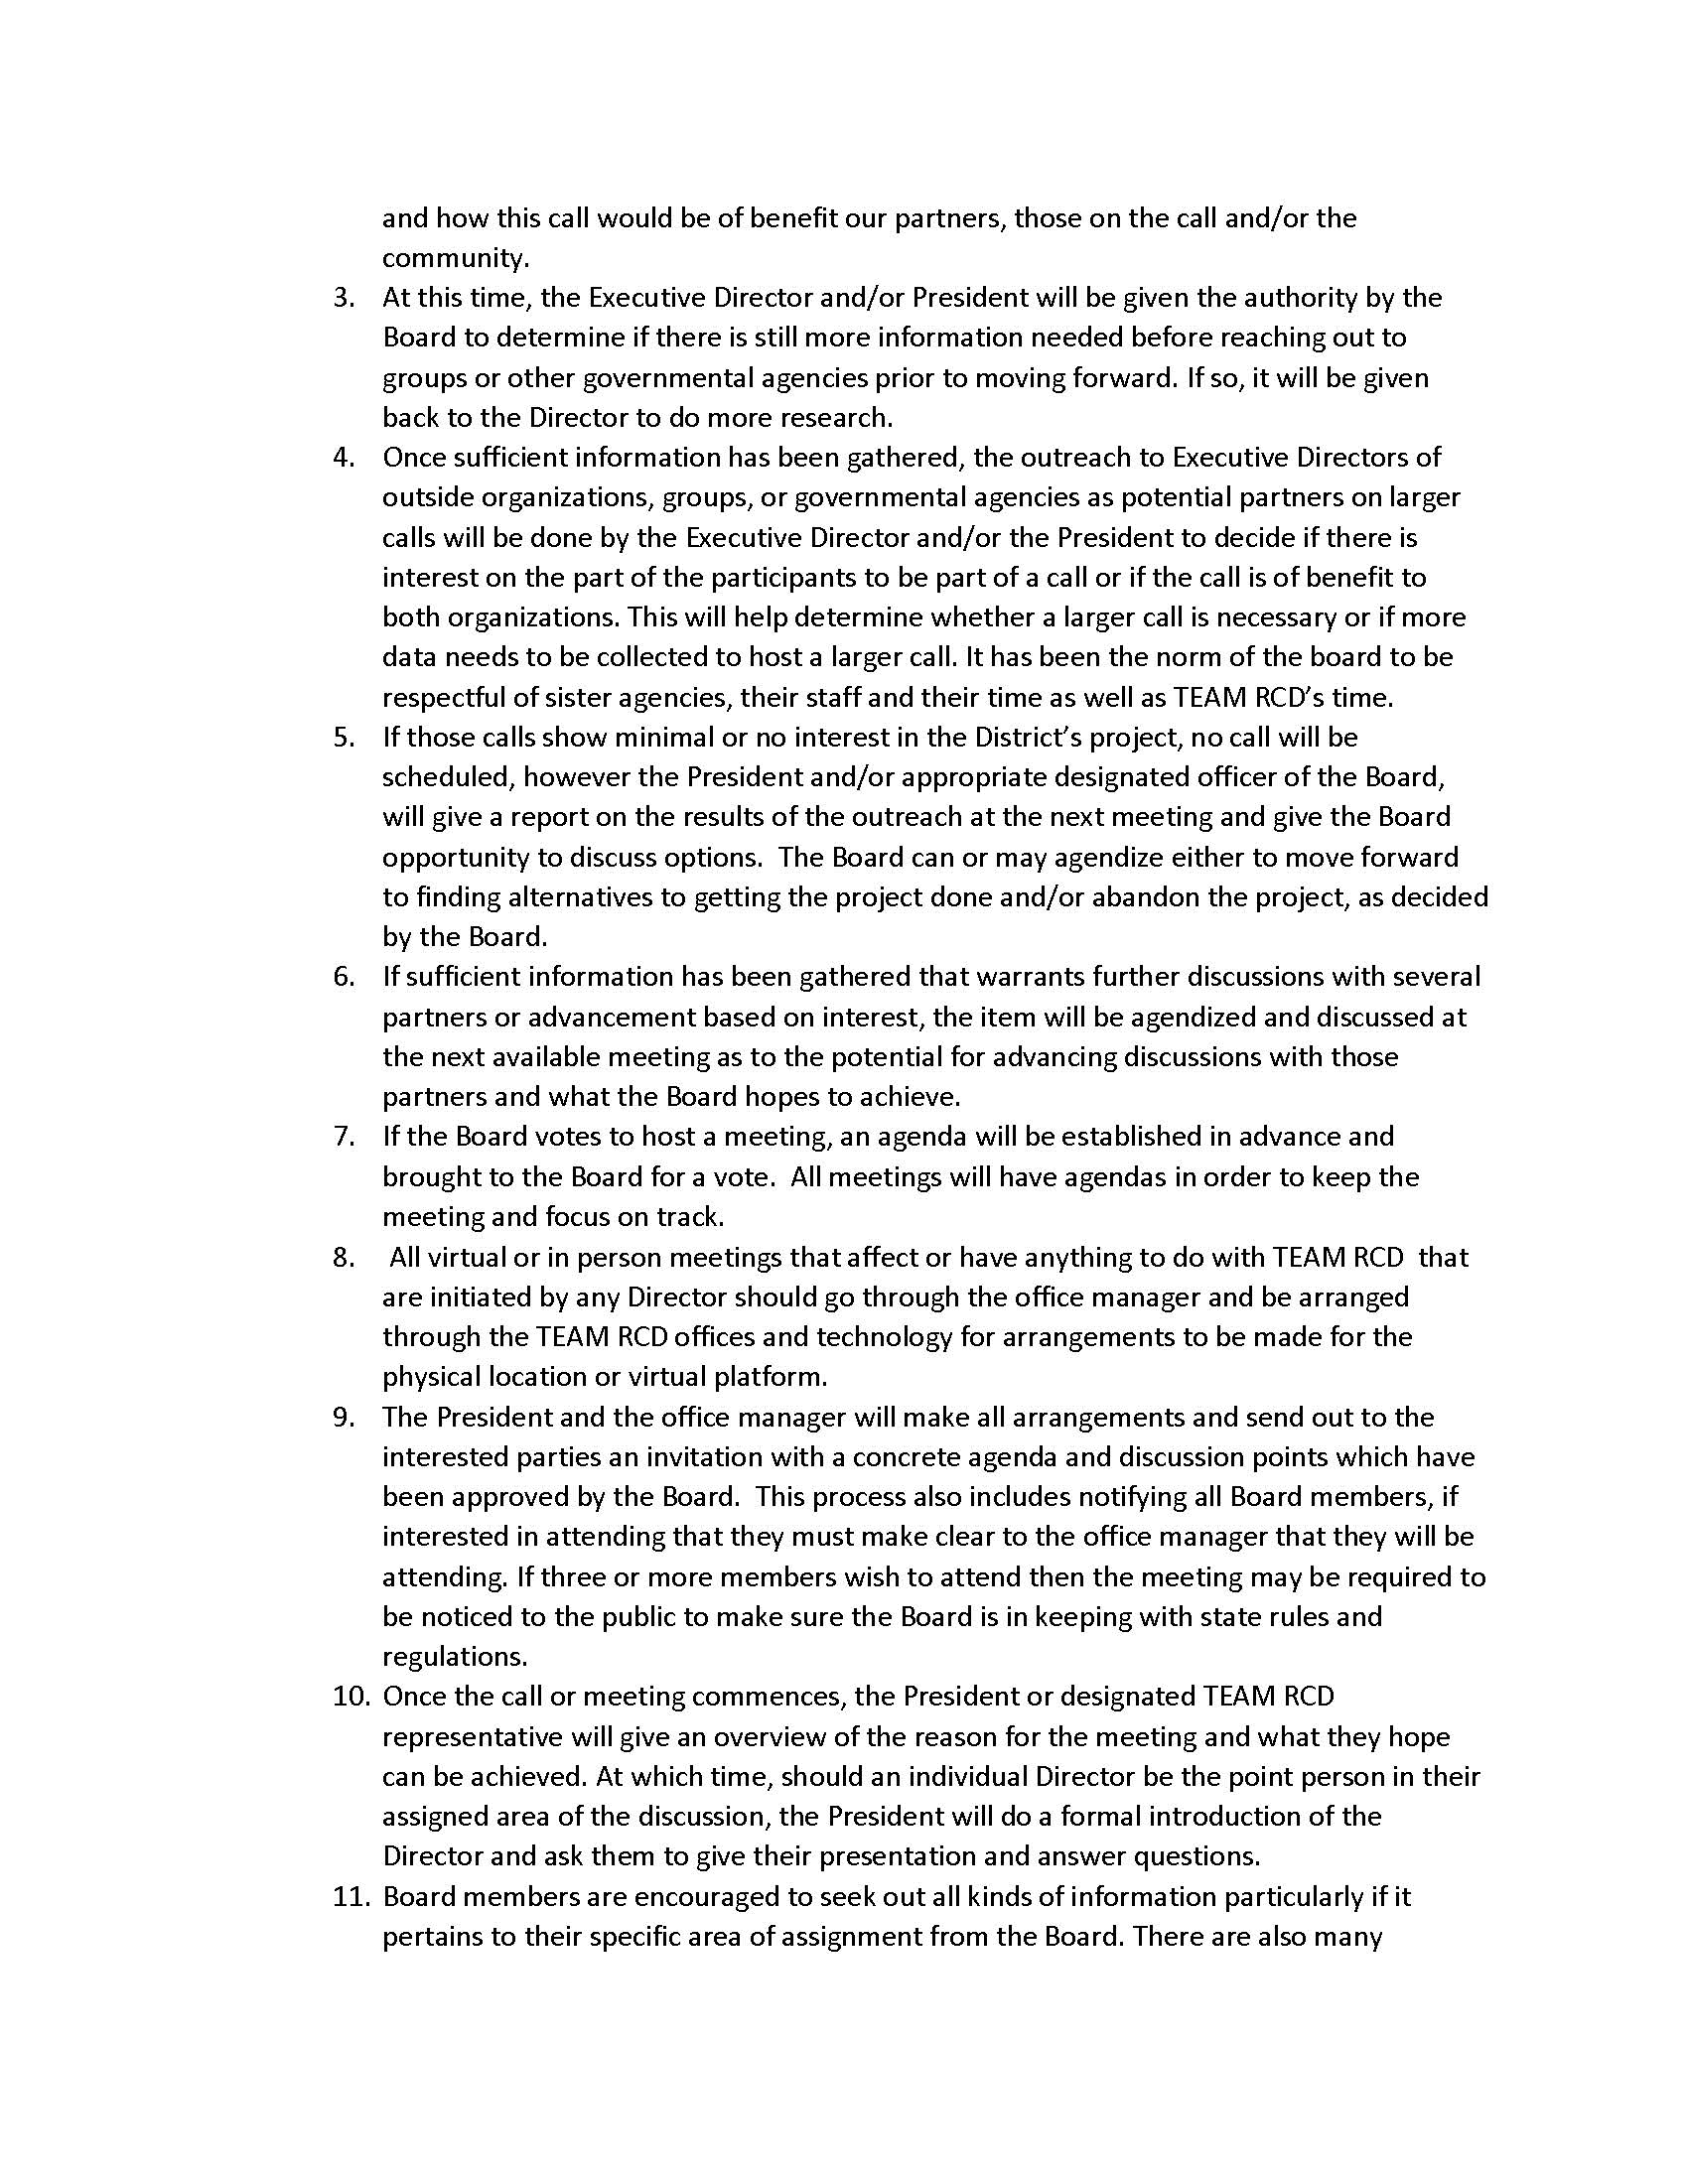 and how this call would be of benefit our partners, those on the call and/or the
community.
3. At this time, the Executive Director and/or President will be given the authority by the
Board to determine if there is still more information needed before reaching out to
groups or other governmental agencies prior to moving forward. If so, it will be given
back to the Director to do more research.
4. Once sufficient information has been gathered, the outreach to Executive Directors of
outside organizations, groups, or governmental agencies as potential partners on larger
calls will be done by the Executive Director and/or the President to decide if there is
interest on the part of the participants to be part of a call or if the call is of benefit to
both organizations. This will help determine whether a larger call is necessary or if more
data needs to be collected to host a larger call. It has been the norm of the board to be
respectful of sister agencies, their staff and their time as well as TEAM RCD’s time.
5. If those calls show minimal or no interest in the District’s project, no call will be
scheduled, however the President and/or appropriate designated officer of the Board,
will give a report on the results of the outreach at the next meeting and give the Board
opportunity to discuss options.  The Board can or may agendize either to move forward
to finding alternatives to getting the project done and/or abandon the project, as decided
by the Board.
6. If sufficient information has been gathered that warrants further discussions with several
partners or advancement based on interest, the item will be agendized and discussed at
the next available meeting as to the potential for advancing discussions with those
partners and what the Board hopes to achieve.
7. If the Board votes to host a meeting, an agenda will be established in advance and
brought to the Board for a vote.  All meetings will have agendas in order to keep the
meeting and focus on track.
8.  All virtual or in person meetings that affect or have anything to do with TEAM RCD  that
are initiated by any Director should go through the office manager and be arranged
through the TEAM RCD offices and technology for arrangements to be made for the
physical location or virtual platform.
9. The President and the office manager will make all arrangements and send out to the
interested parties an invitation with a concrete agenda and discussion points which have
been approved by the Board.  This process also includes notifying all Board members, if
interested in attending that they must make clear to the office manager that they will be
attending. If three or more members wish to attend then the meeting may be required to
be noticed to the public to make sure the Board is in keeping with state rules and
regulations.
10. Once the call or meeting commences, the President or designated TEAM RCD
representative will give an overview of the reason for the meeting and what they hope
can be achieved. At which time, should an individual Director be the point person in their
assigned area of the discussion, the President will do a formal introduction of the
Director and ask them to give their presentation and answer questions.
11. Board members are encouraged to seek out all kinds of information particularly if it
pertains to their specific area of assignment from the Board. There are also many